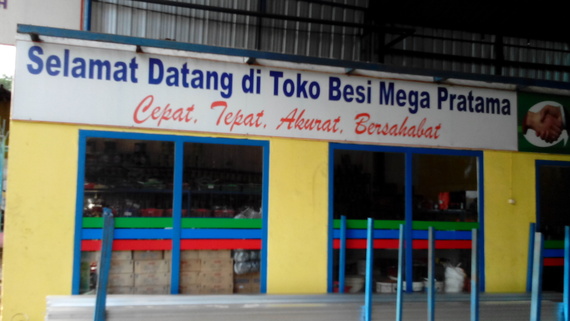 Selamat Datang di Toko Besi Mega Pratama
Cepat, Tepat, Akurat, Bersahabat